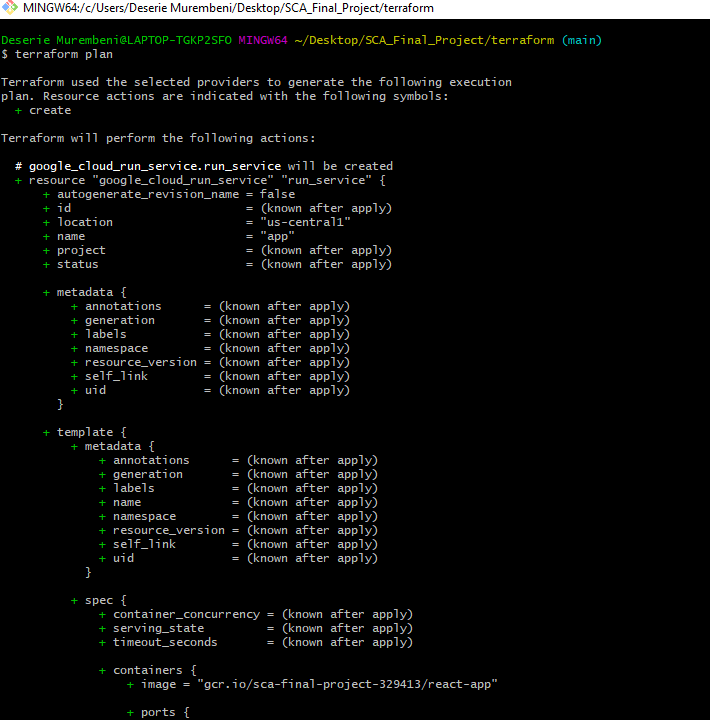 MINGW64:/c/Users/Deserie Murembeni/Desktop/SCA_Final_Project/terraform
Deserie Murembeni@LAPTOP-TGKP2SFO MINGW64 ~/Desktop/SCA_Final_Project/terraform (main)
$ terraform plan
Terraform used the selected providers to generate the following execution
plan. Resource actions are indicated with the following symbols:
+ create
Terraform will perform the following actions:
# google_cloud_run_service.run_service will be created
+ resource "google_cloud_run_service" "run_service" {
+ autogenerate_revision_name = false
+ id = (known after apply)
+ location = "us-central1"
+ name = "app"
+ project = (known after apply)
+ status = (known after apply)
+ metadata {
+ annotations = (known after apply)
+ generation = (known after apply)
+ labels = (known after apply)
+ namespace = (known after apply)
+ resource_version = (known after apply)
+ self_link = (known after apply)
+ uid = (known after apply)
}
+ template {
+ metadata {
+ annotations = (known after apply)
+ generation = (known after apply)
+ labels = (known after apply)
+ name = (known after apply)
+ namespace = (known after apply)
+ resource_version = (known after apply)
+ self_link = (known after apply)
+ uid = (known after apply)
}
+ spec {
+ container_concurrency = (known after apply)
+ serving_state = (known after apply)
+ timeout_seconds = (known after apply)
+ containers {
+ image = "gcr.io/sca-final-project-329413/react-app"
+ ports {